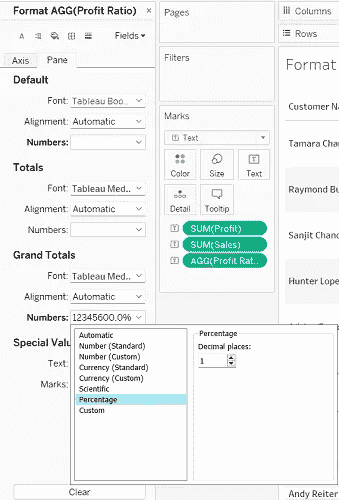 Format AGG(Profit Ratio) ×
A
Fields
Axis Pane
Default
Font: Tableau Boo...
Alignment: Automatic
Numbers:
Totals
Font: Tableau Med...
Alignment: Automatic
Numbers:
Grand Totals
Font: Tableau Med...
Alignment: Automatic
Numbers: 12345600.0%
Special Valu
Text:
Marks:
Automatic
Number (Standard)
Number (Custom)
Currency (Standard)
Currency (Custom)
Scientific
Percentage
Custom
Percentage
Decimal places:
1
Clear
Pages
Filters
Marks
T Text
Color
Size
T
Text
Detail
Tooltip
T SUM(Profit)
T SUM(Sales)
T AGG(Profit Rat..
Columns
Rows
Format
Customer Na
Tamara Cha
Raymond Bu
Sanjit Chand
Hunter Lope
Andy Reiter